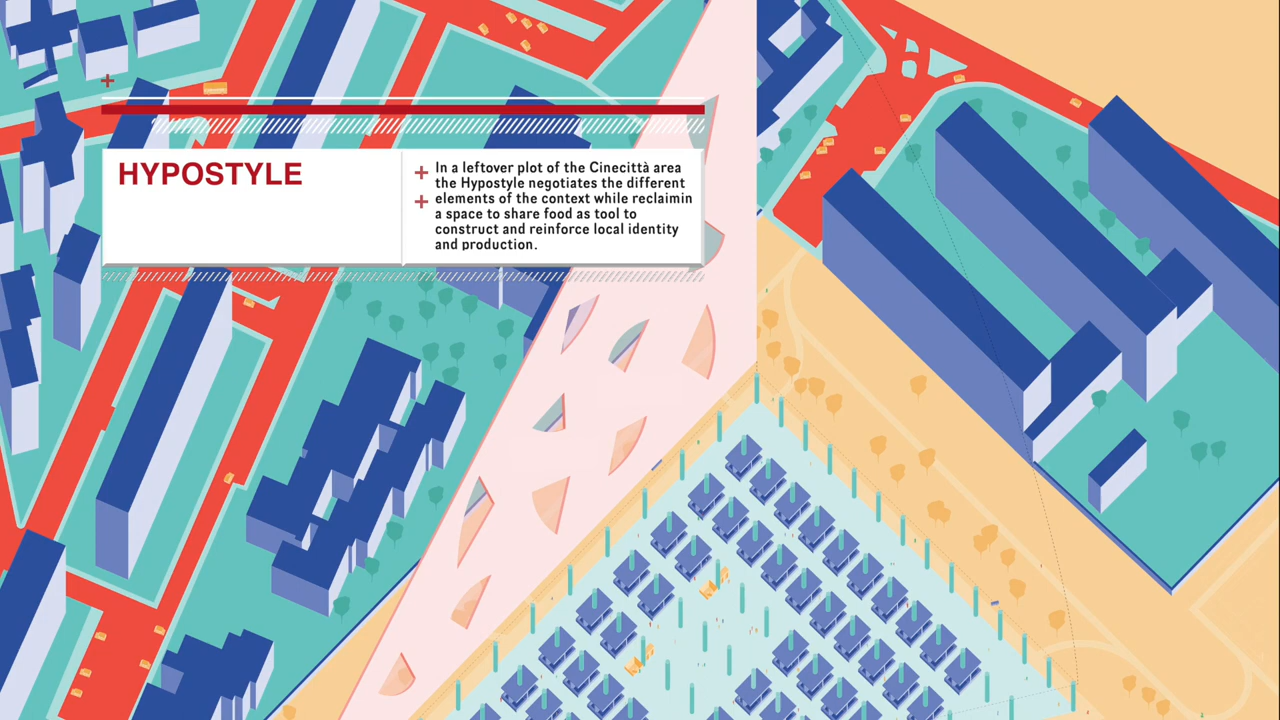 HYPOSTYLE
In a leftover plot of the Cinecittà area
the Hypostyle negotiates the different
elements of the context while reclaimin
a space to share food as tool to
construct and reinforce local identity
and production.